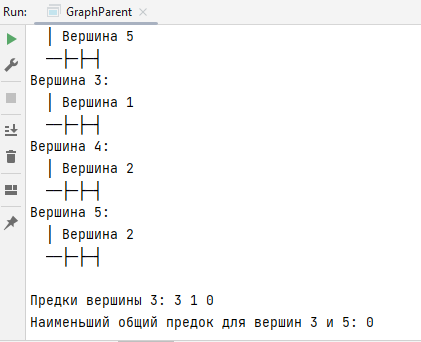 Run: GraphParent
│ Вершина 5
──├─├─┤
Вершина 3:
│ Вершина 1
──├─├─┤
Вершина 4:
│ Вершина 2
──├─├─┤
Вершина 5:
│ Вершина 2
──├─├─┤
Предки вершины 3: 3 1 0
Наименьший общий предок для вершин 3 и 5: 0